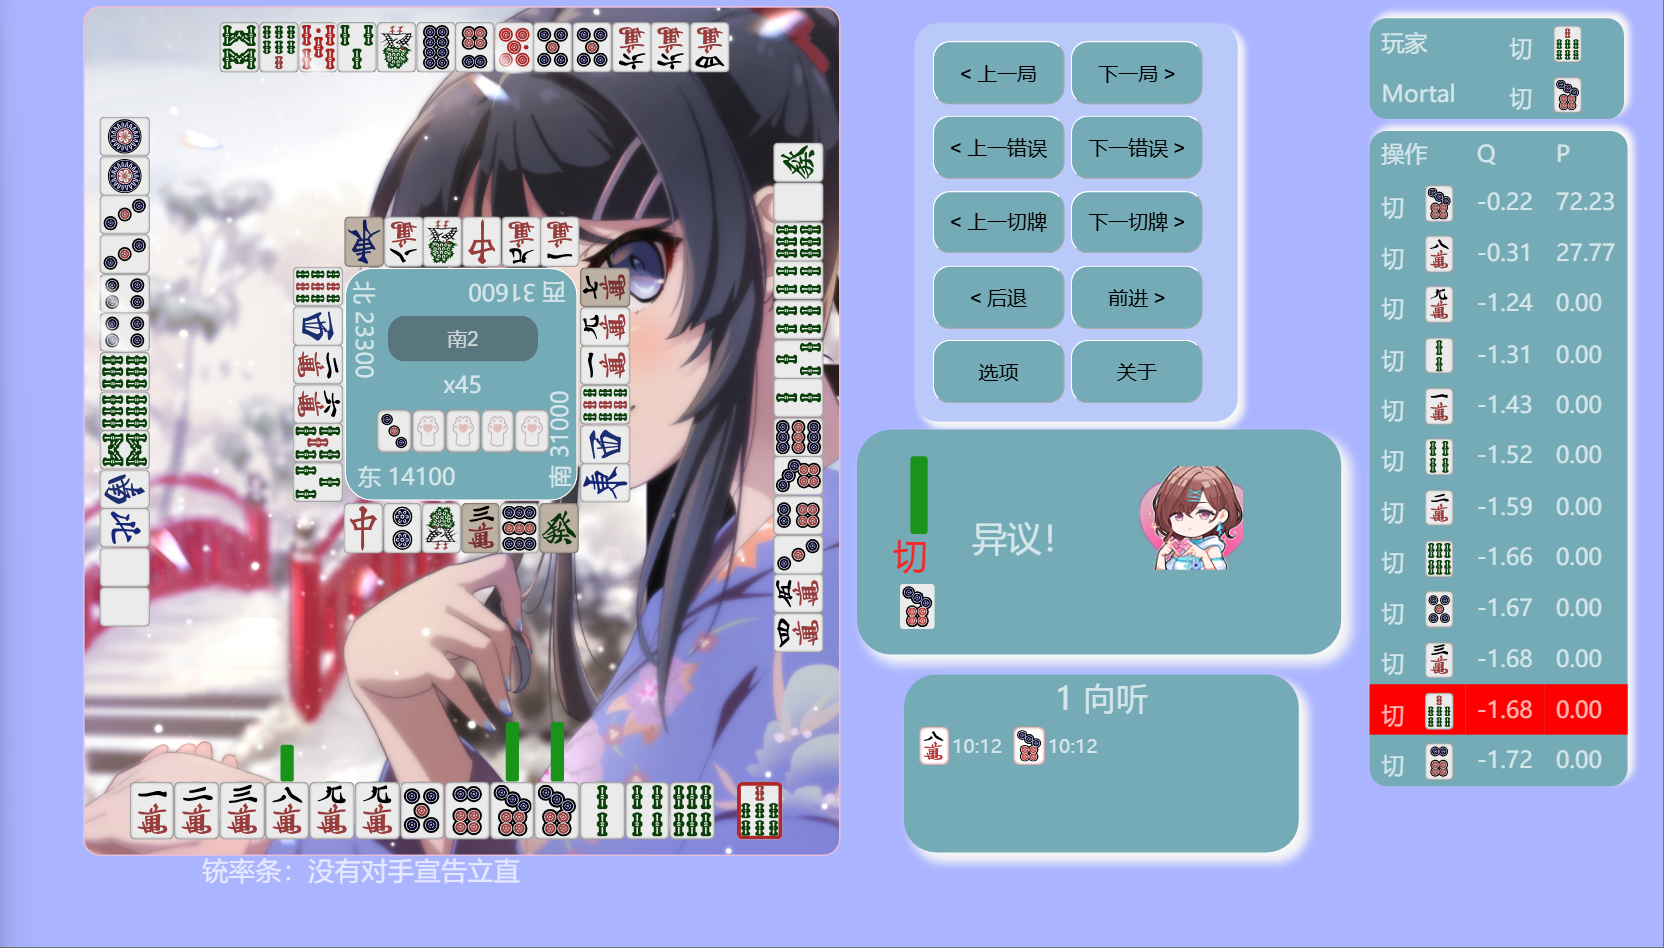 北 23300
西 31600
南2
x45
南 31000
东 14100
铳率条：没有对手宣告立直
< 上一局
下一局 >
< 上一错误
下一错误 >
< 上一切牌
下一切牌 >
< 后退
前进 >
选项
关于
切
异议！
1 向听
10:12
10:12
玩家 切
Mortal 切
操作 Q P
切 -0.22 72.23
切 -0.31 27.77
切 -1.24 0.00
切 -1.31 0.00
切 -1.43 0.00
切 -1.52 0.00
切 -1.59 0.00
切 -1.66 0.00
切 -1.67 0.00
切 -1.68 0.00
切 -1.68 0.00
切 -1.72 0.00